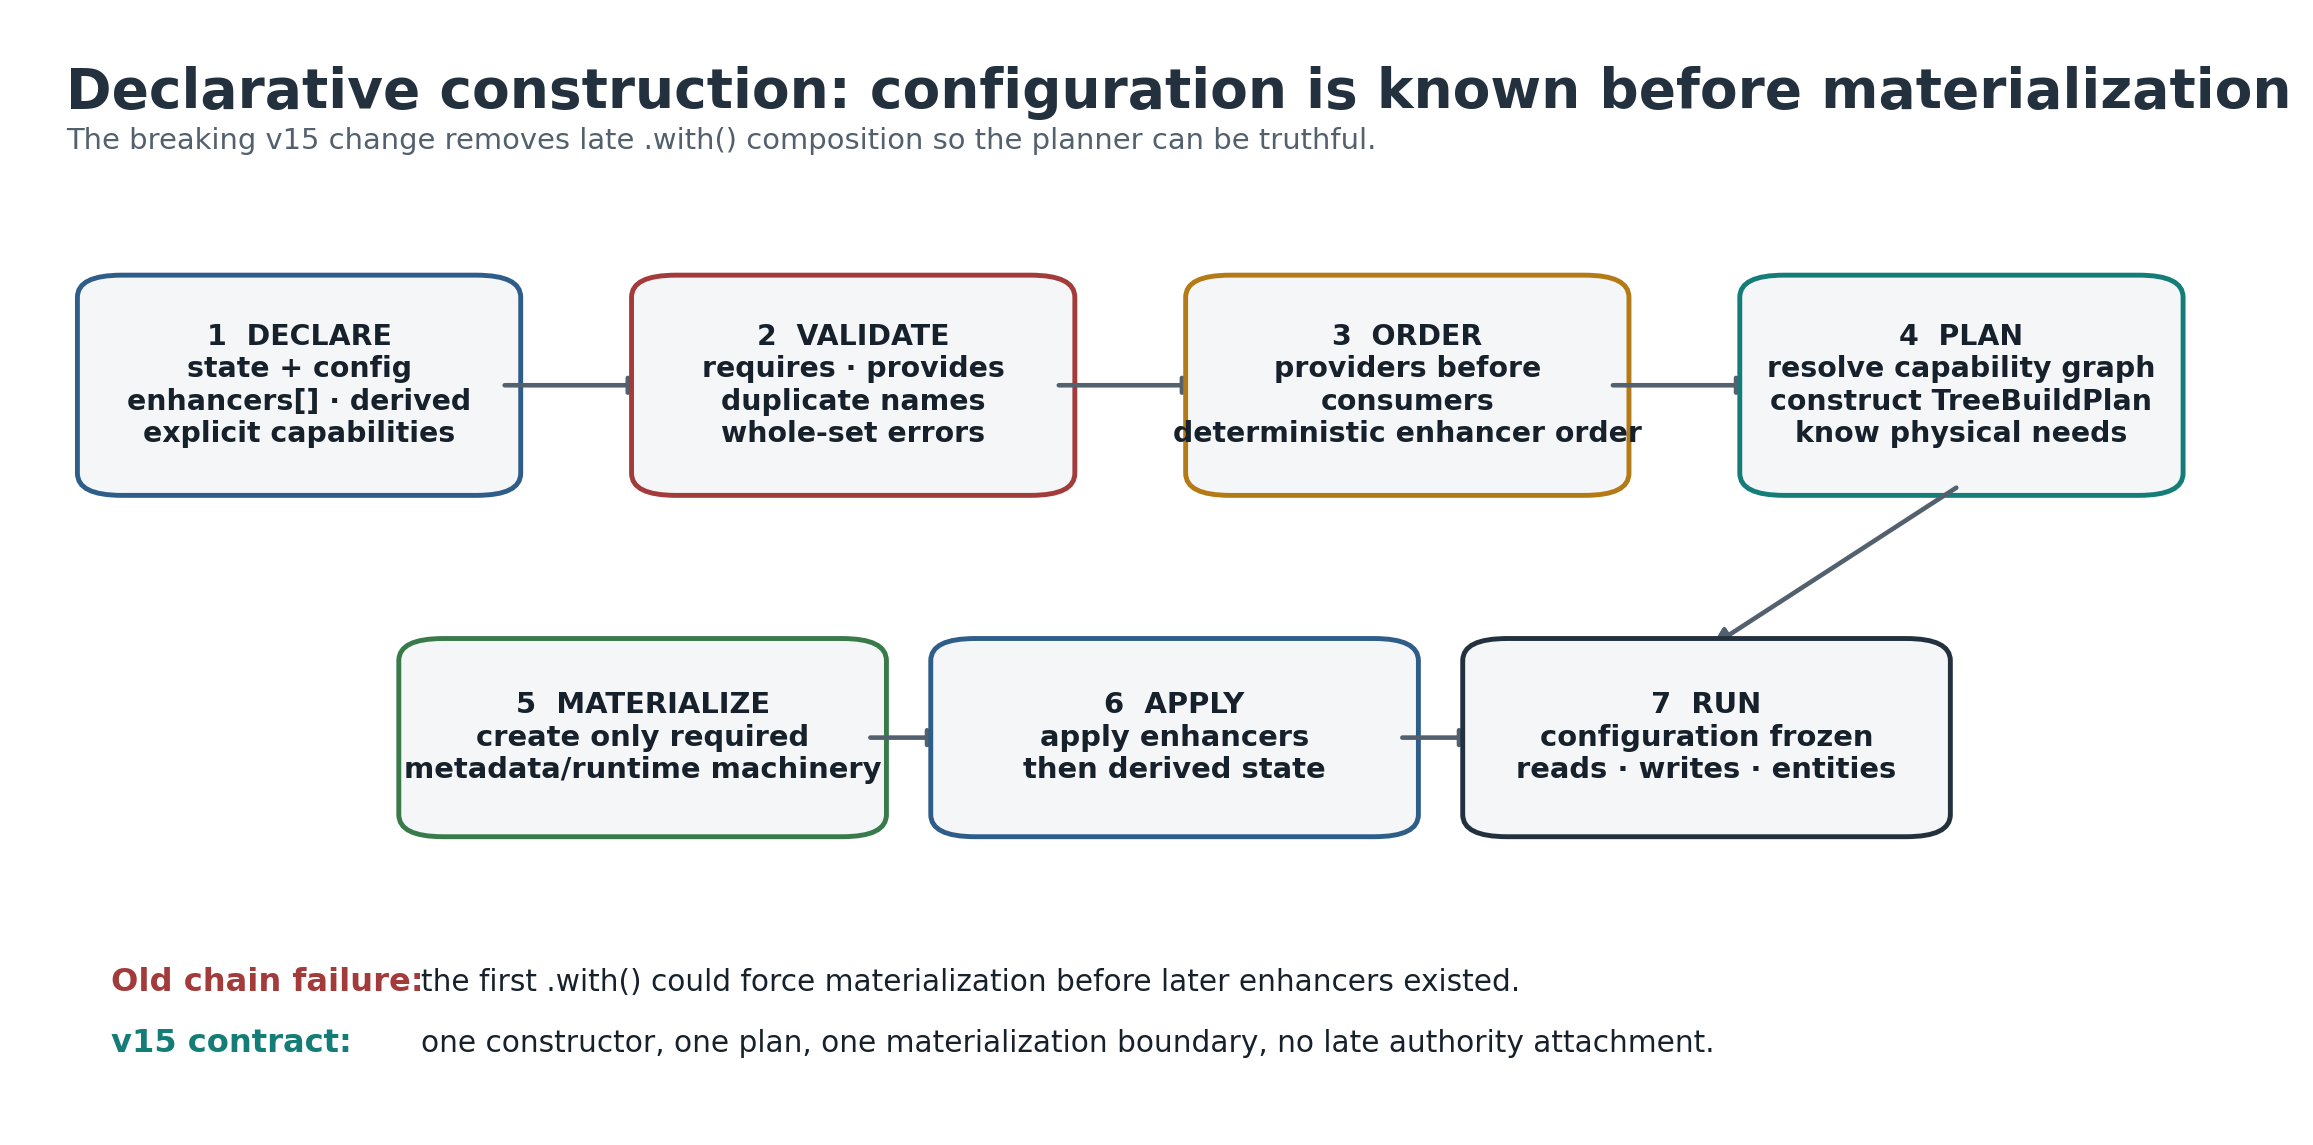 Declarative construction: configuration is known before materialization
The breaking v15 change removes late .with() composition so the planner can be truthful.
1 DECLARE
state + config
enhancers[] · derived
explicit capabilities
2 VALIDATE
requires · provides
duplicate names
whole-set errors
3 ORDER
providers before
consumers
deterministic enhancer order
4 PLAN
resolve capability graph
construct TreeBuildPlan
know physical needs
5 MATERIALIZE
create only required
metadata/runtime machinery
6 APPLY
apply enhancers
then derived state
7 RUN
configuration frozen
reads · writes · entities
Old chain failure: the first .with() could force materialization before later enhancers existed.
v15 contract: one constructor, one plan, one materialization boundary, no late authority attachment.